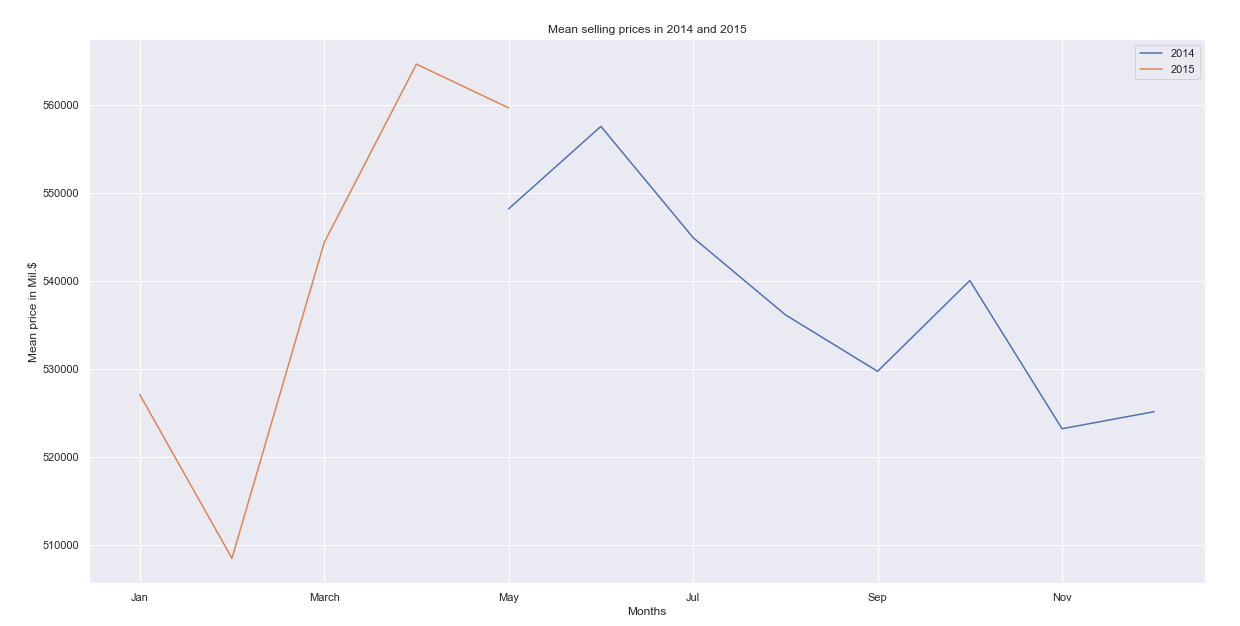 Mean selling prices in 2014 and 2015
2014
2015
560000
550000
540000
530000
520000
510000
Mean price in Mil.$
Jan
March
May
Jul
Sep
Nov
Months